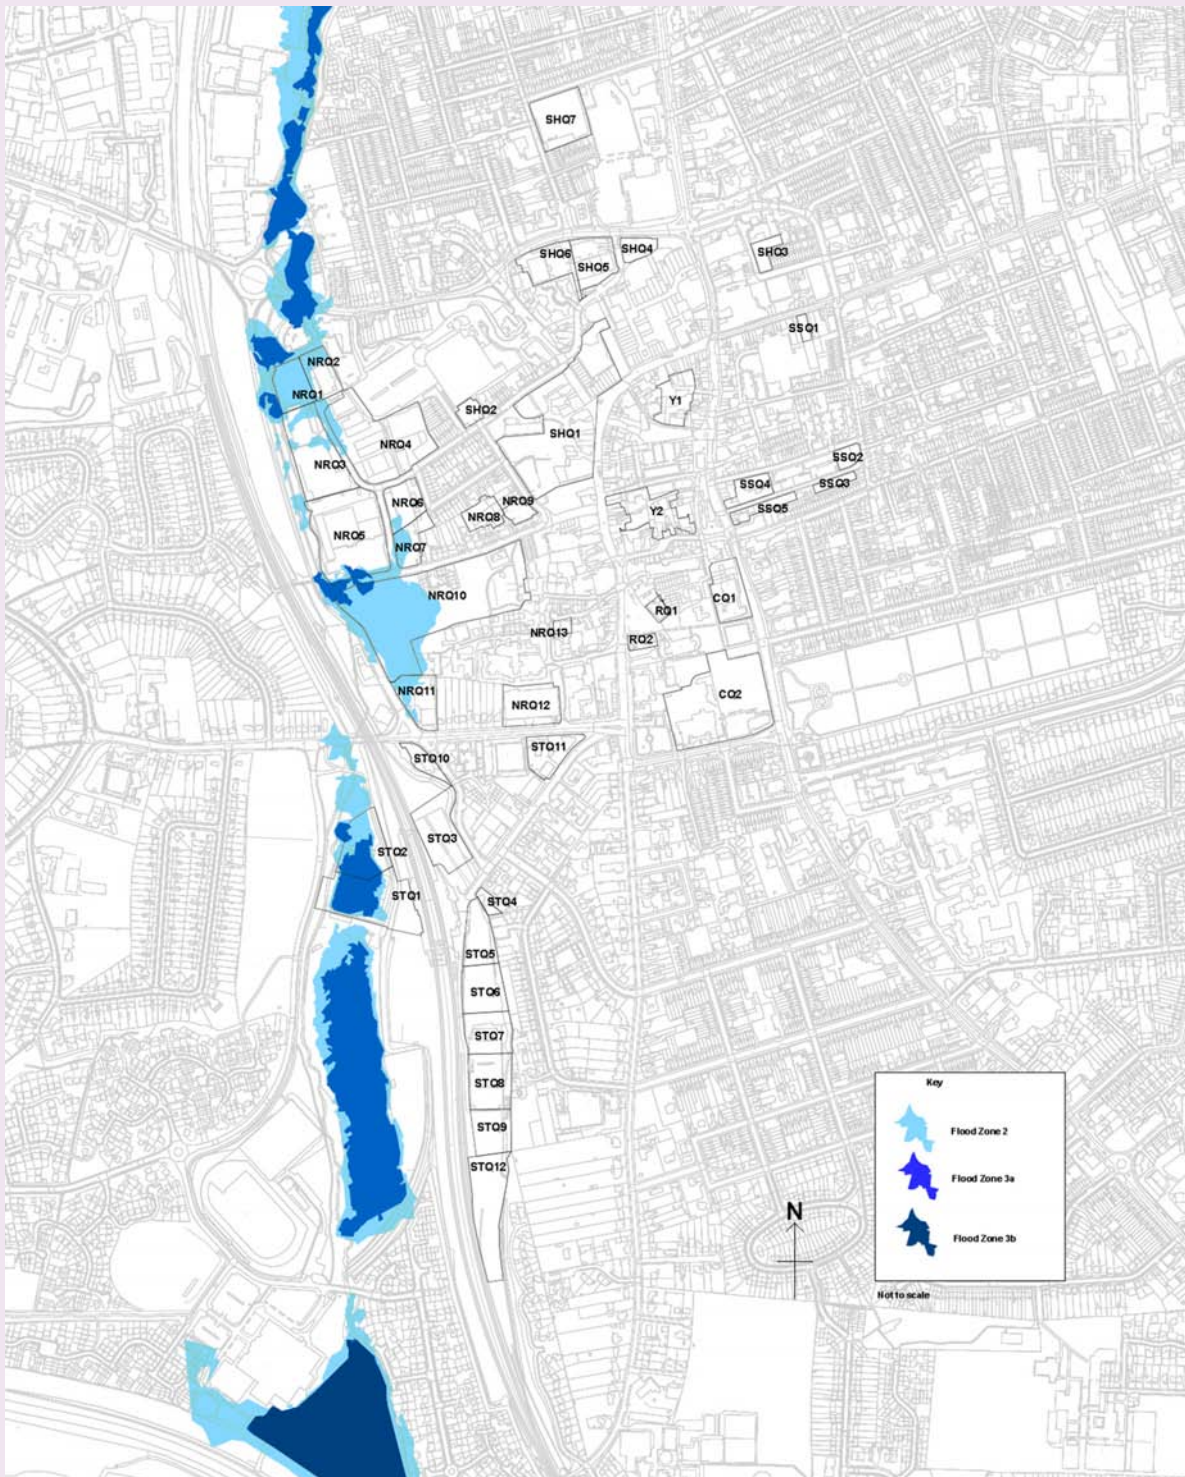 SHQ7
SHQ6
SHQ5
SHQ4
SHQ3
SSQ1
NRQ2
NRQ1
Y1
SHQ2
SHQ1
NRQ4
NRQ3
SSQ2
SSQ3
SSQ4
SSQ5
NRQ6
NRQ9
NRQ8
Y2
NRQ5
NRQ7
NRQ10
RQ1
CQ1
NRQ13
RQ2
NRQ11
CQ2
NRQ12
STQ11
STQ10
STQ3
STQ2
STQ1
STQ4
STQ5
STQ6
STQ7
STQ8
STQ9
STQ12
Key
Flood Zone 2
Flood Zone 3a
Flood Zone 3b
N
Not to scale